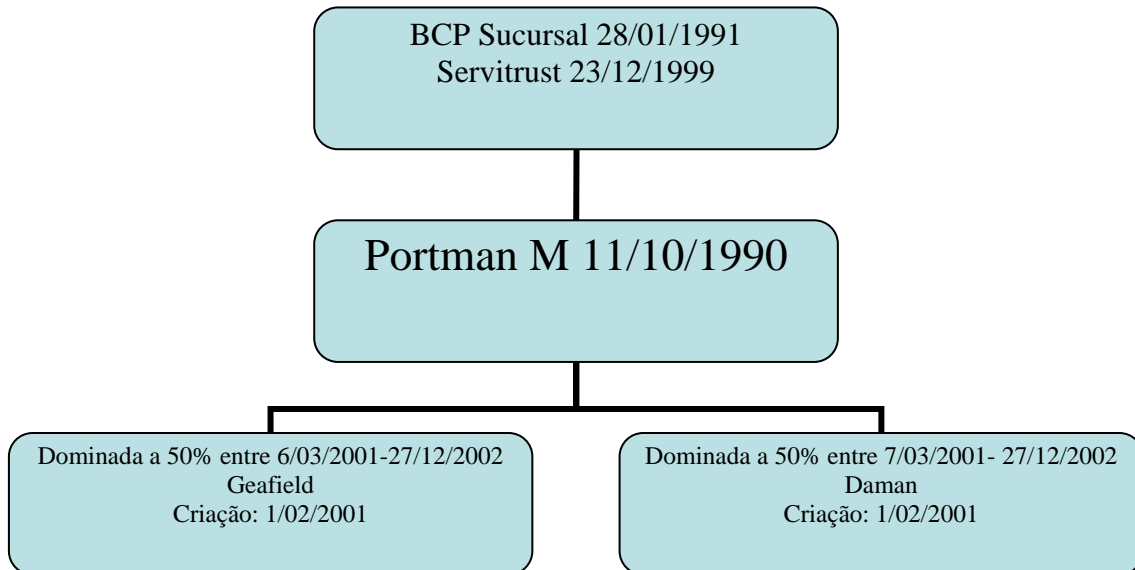 BCP Sucursal 28/01/1991
Servitrust 23/12/1999
Portman M 11/10/1990
Dominada a 50% entre 6/03/2001-27/12/2002
Geafield
Criação: 1/02/2001
Dominada a 50% entre 7/03/2001- 27/12/2002
Daman
Criação: 1/02/2001